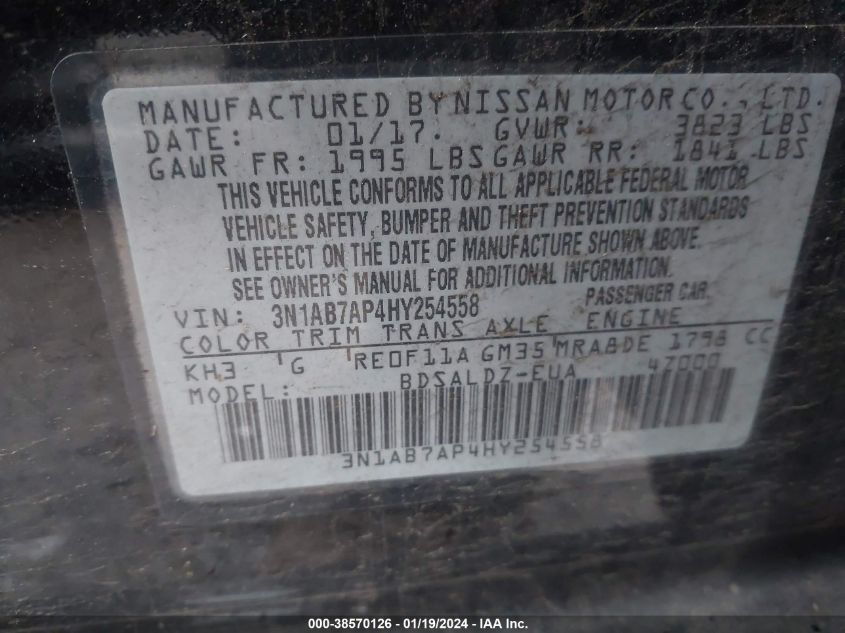 MANUFACTURED BY NISSAN MOTOR CO., LTD.
DATE: 01/17. GVWR: 3823 LBS
GAWR FR: 1995 LBS GAWR RR: 1841 LBS
THIS VEHICLE CONFORMS TO ALL APPLICABLE FEDERAL MOTOR
VEHICLE SAFETY, BUMPER AND THEFT PREVENTION STANDARDS
IN EFFECT ON THE DATE OF MANUFACTURE SHOWN ABOVE.
SEE OWNER'S MANUAL FOR ADDITIONAL INFORMATION.
VIN: 3N1AB7AP4HY254558 PASSENGER CAR
COLOR TRIM TRANS AXLE ENGINE
KH3 G RE0F11A GM35 MRA8DE 1798 CC
MODEL: BDSALDZ-EUA 4Z000
3N1AB7AP4HY254558
000-38570126 - 01/19/2024 - IAA Inc.